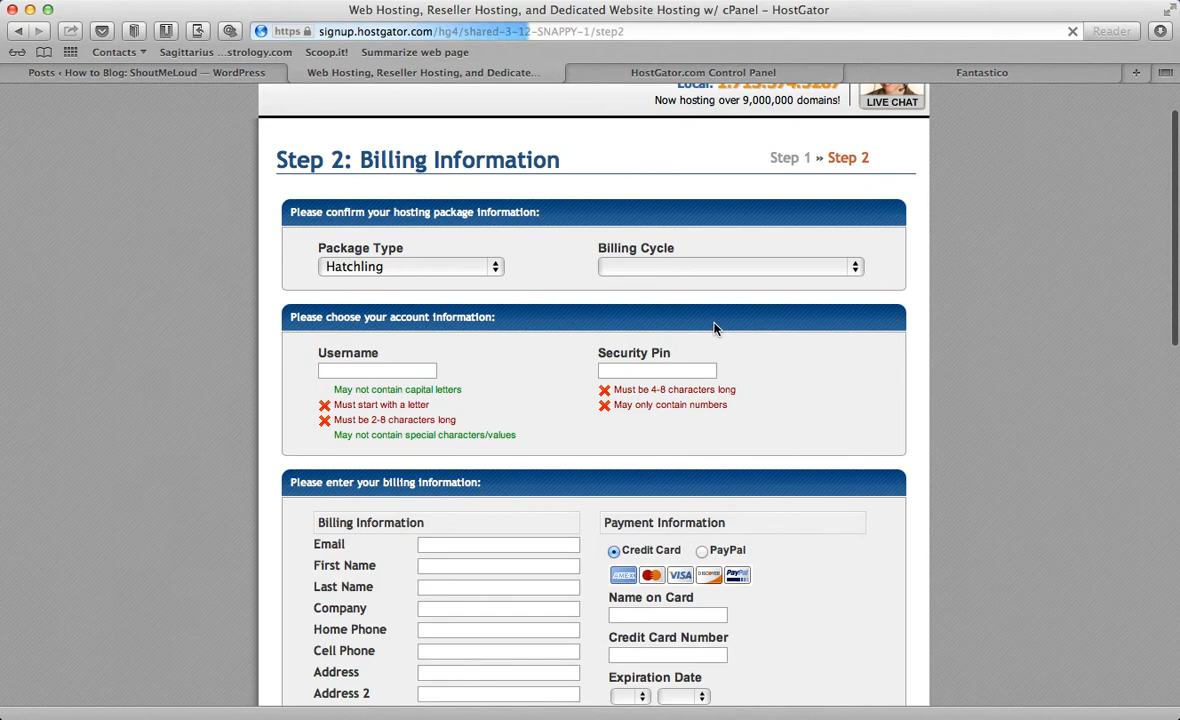 Web Hosting, Reseller Hosting, and Dedicated Website Hosting w/ cPanel – HostGator
https signup.hostgator.com/hg4/shared-3-12-SNAPPY-1/step2 Reader
Contacts Sagittarius ...strology.com Scoop.it! Summarize web page
Posts ‹ How to Blog: ShoutMeLoud — WordPress Web Hosting, Reseller Hosting, and Dedicate... HostGator.com Control Panel Fantastico
Now hosting over 9,000,000 domains! LIVE CHAT
Step 2: Billing Information Step 1 » Step 2
Please confirm your hosting package information:
Package Type Billing Cycle
Hatchling
Please choose your account information:
Username Security Pin
May not contain capital letters Must be 4-8 characters long
Must start with a letter May only contain numbers
Must be 2-8 characters long
May not contain special characters/values
Please enter your billing information:
Billing Information Payment Information
Email Credit Card PayPal
First Name AMEX VISA DISCOVER PayPal
Last Name Name on Card
Company
Home Phone Credit Card Number
Cell Phone
Address Expiration Date
Address 2